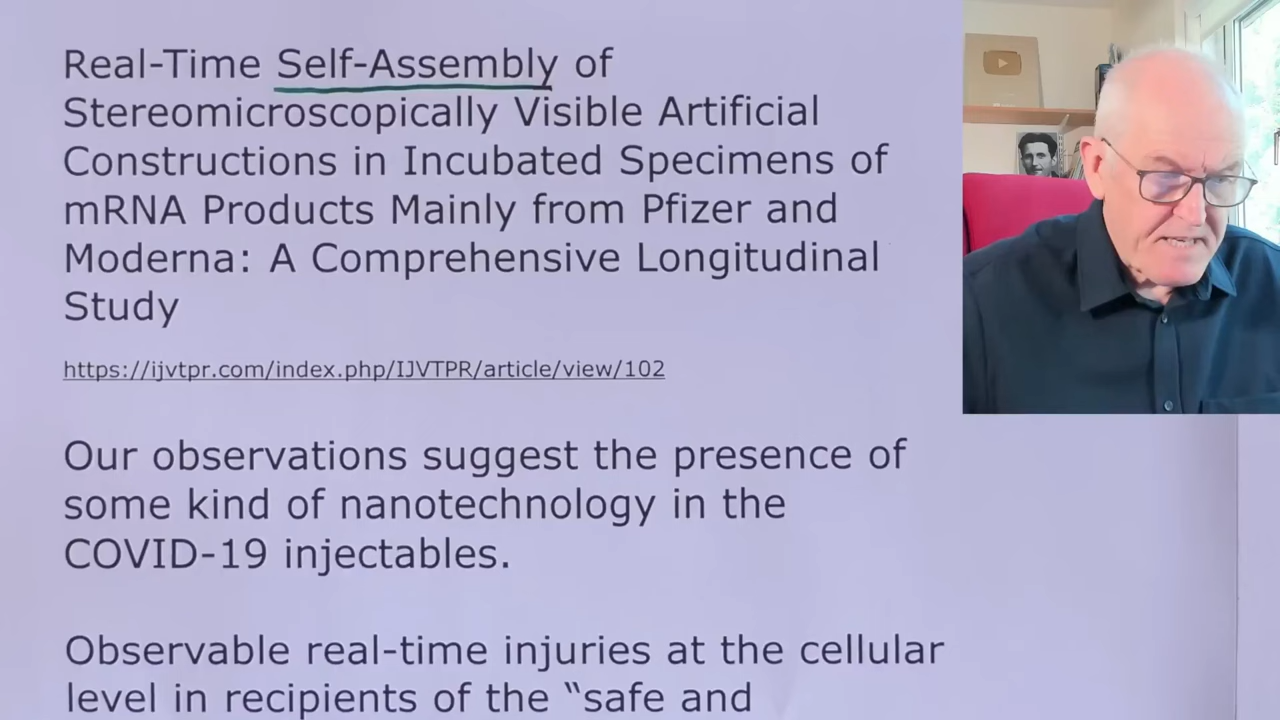 Real-Time Self-Assembly of
Stereomicroscopically Visible Artificial
Constructions in Incubated Specimens of
mRNA Products Mainly from Pfizer and
Moderna: A Comprehensive Longitudinal
Study
https://ijvtpr.com/index.php/IJVTPR/article/view/102
Our observations suggest the presence of
some kind of nanotechnology in the
COVID-19 injectables.
Observable real-time injuries at the cellular
level in recipients of the “safe and